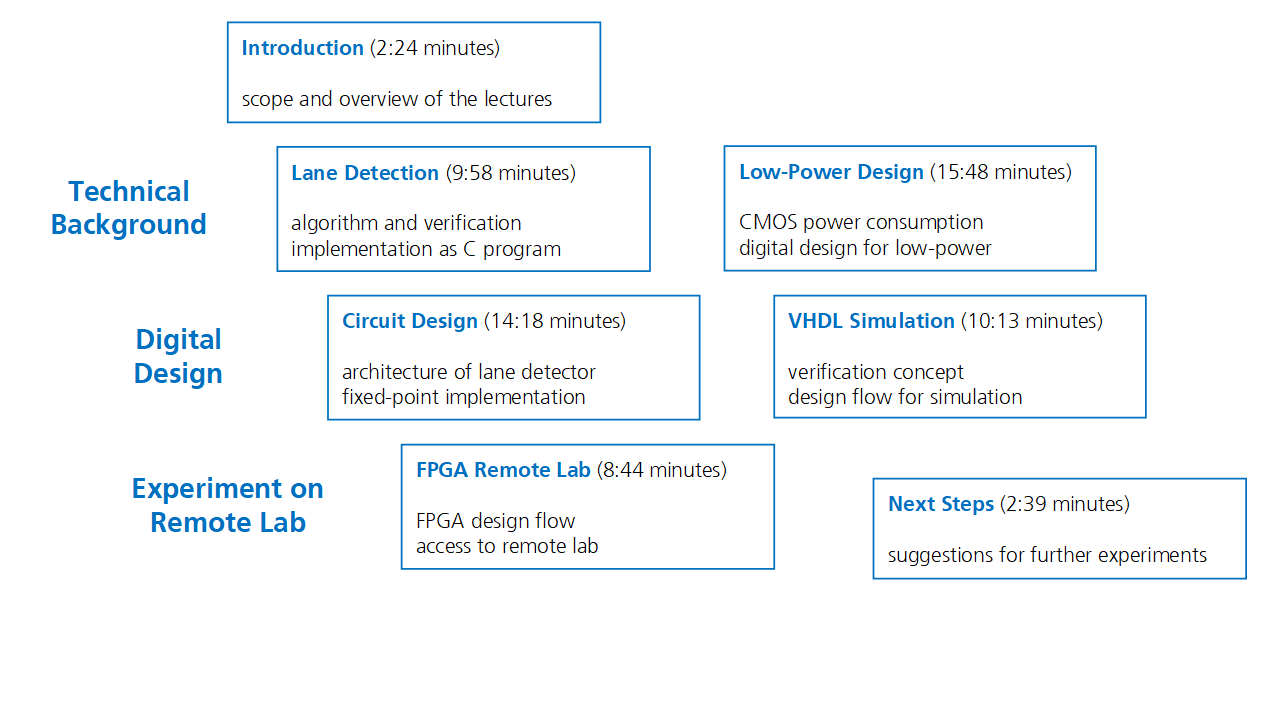 Introduction (2:24 minutes)
scope and overview of the lectures
Technical
Background
Lane Detection (9:58 minutes)
algorithm and verification
implementation as C program
Low-Power Design (15:48 minutes)
CMOS power consumption
digital design for low-power
Digital
Design
Circuit Design (14:18 minutes)
architecture of lane detector
fixed-point implementation
VHDL Simulation (10:13 minutes)
verification concept
design flow for simulation
Experiment on
Remote Lab
FPGA Remote Lab (8:44 minutes)
FPGA design flow
access to remote lab
Next Steps (2:39 minutes)
suggestions for further experiments